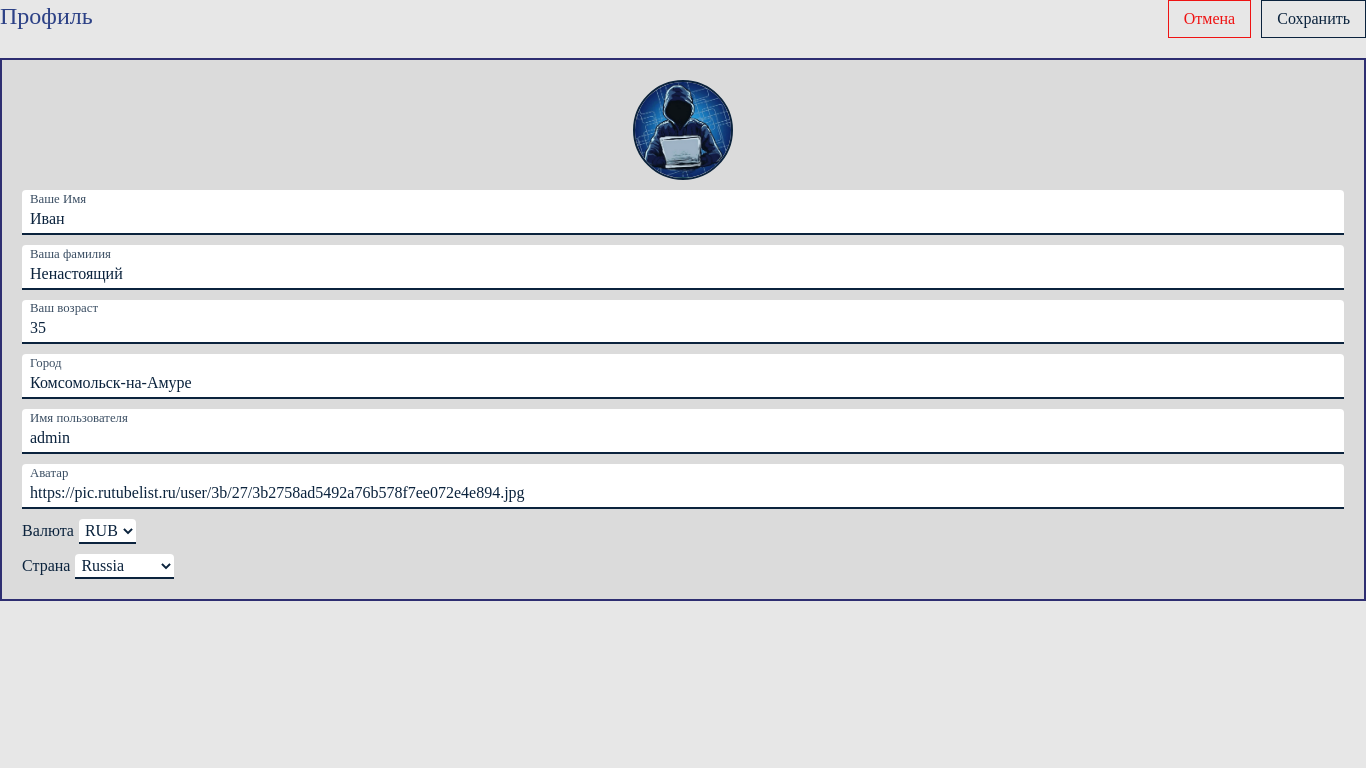 Профиль
Отмена
Сохранить
Ваше Имя
Иван
Ваша фамилия
Ненастоящий
Ваш возраст
35
Город
Комсомольск-на-Амуре
Имя пользователя
admin
Аватар
https://pic.rutubelist.ru/user/3b/27/3b2758ad5492a76b578f7ee072e4e894.jpg
Валюта RUB
Страна Russia